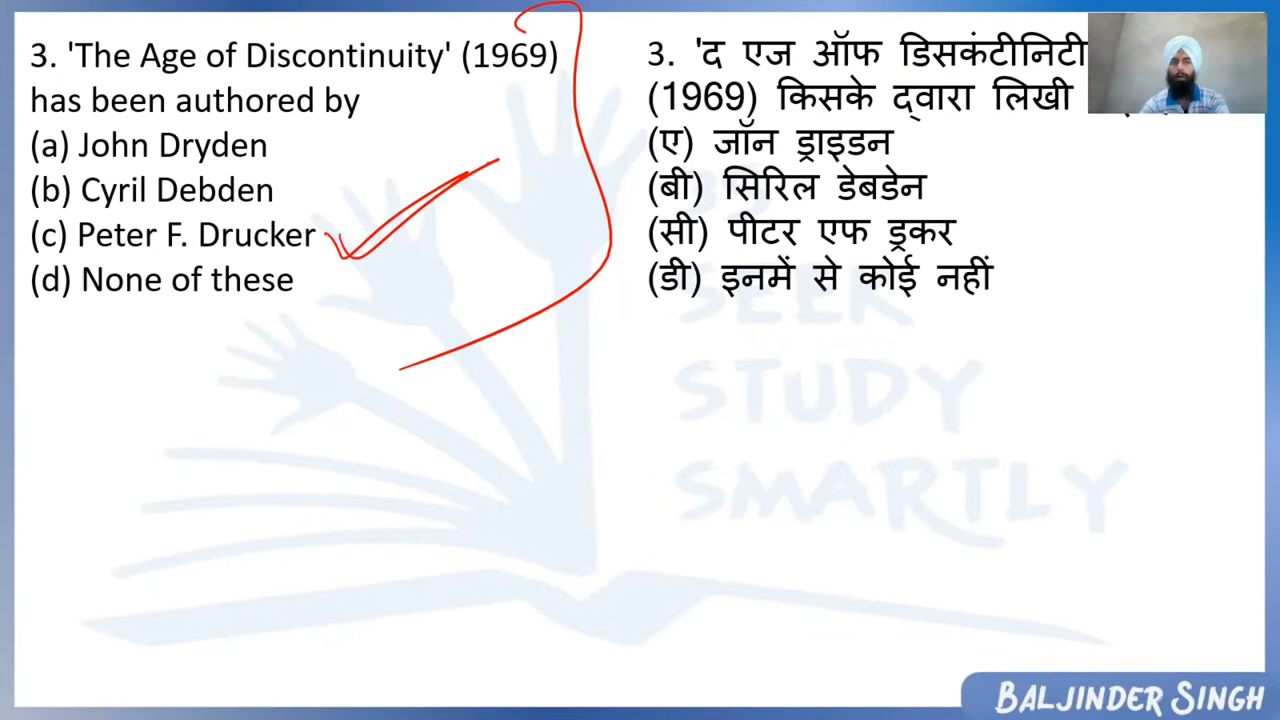 3. 'The Age of Discontinuity' (1969)
has been authored by
(a) John Dryden
(b) Cyril Debden
(c) Peter F. Drucker
(d) None of these
3. 'द एज ऑफ डिसकंटीनिटी
(1969) किसके द्वारा लिखी
(ए) जॉन ड्राइडन
(बी) सिरिल डेबडेन
(सी) पीटर एफ ड्रकर
(डी) इनमें से कोई नहीं
SEEK
STUDY
SMARTLY
BALJINDER SINGH